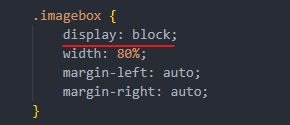 .imagebox {
display: block;
width: 80%;
margin-left: auto;
margin-right: auto;
}